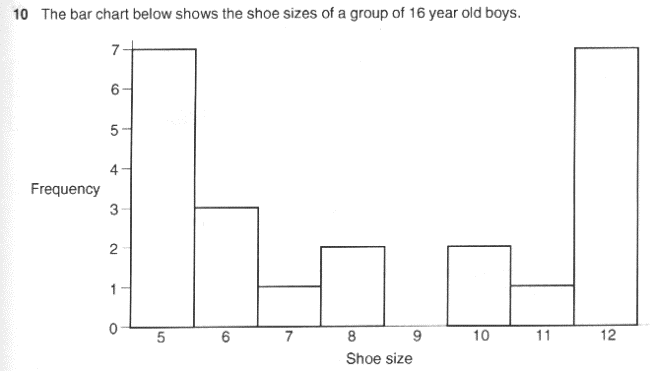 10 The bar chart below shows the shoe sizes of a group of 16 year old boys.
7
6
5
4
Frequency
3
2
1
0
5 6 7 8 9 10 11 12
Shoe size